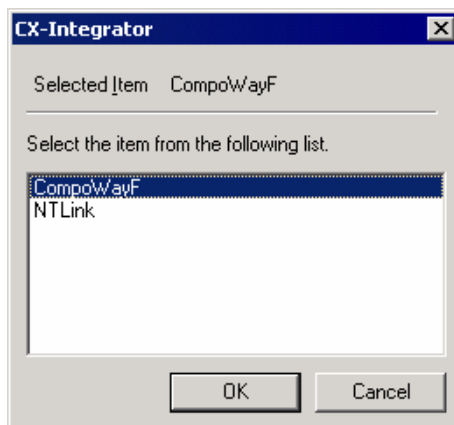 CX-Integrator
Selected Item CompoWayF
Select the item from the following list.
CompoWayF
NTLink
OK Cancel